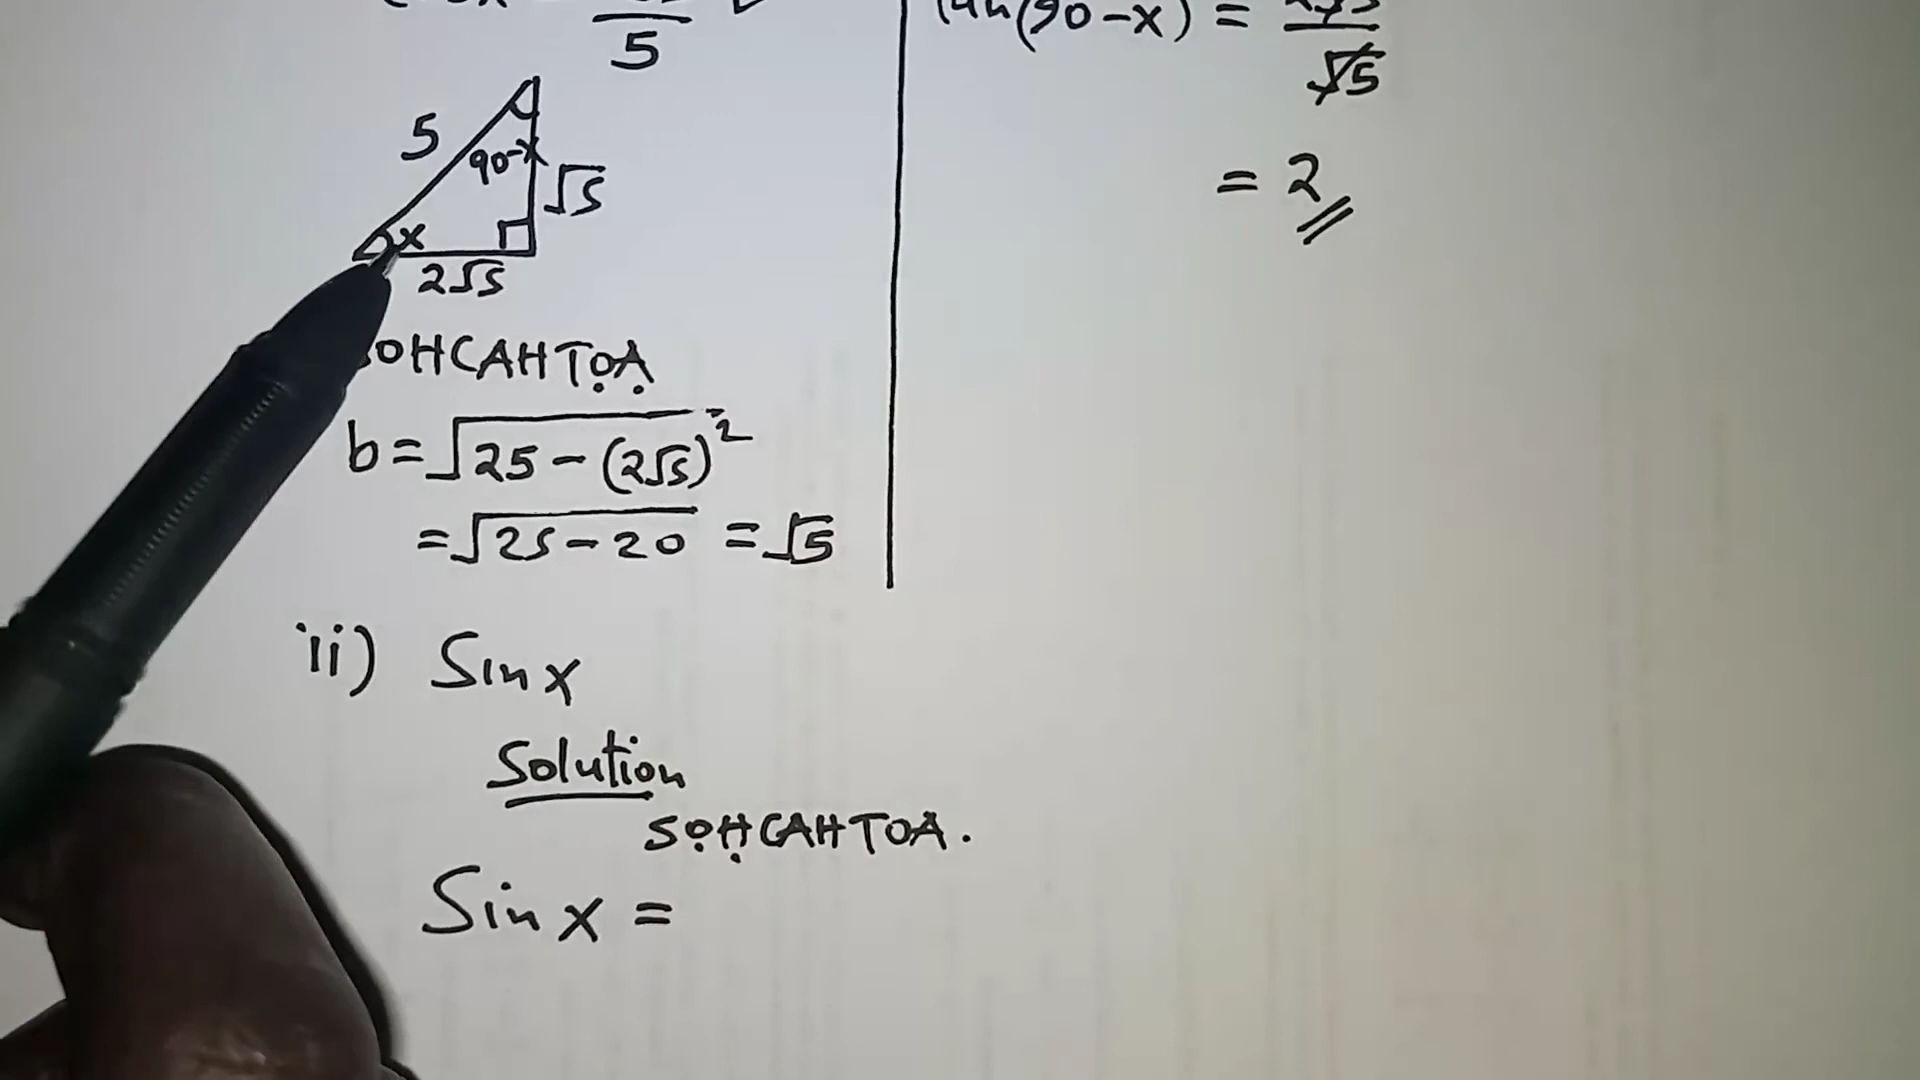 5
5
90-x
√5
x
2√5
OHCAHTOA
b = √25 - (2√5)²
= √25 - 20 = √5
ii) Sin x
Solution
SOHCAHTOA.
Sin x =
(90-x) =
√5
= 2